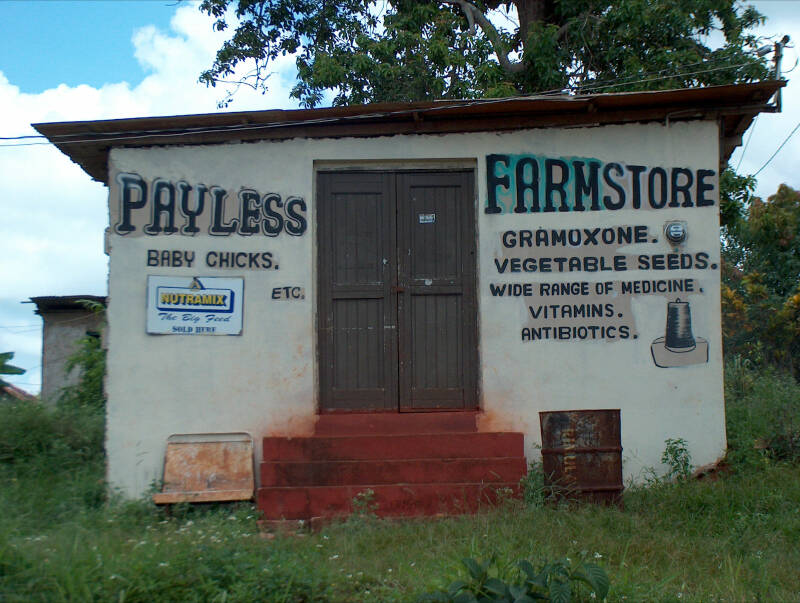 PAYLESS
BABY CHICKS.
ETC.
NUTRAMIX
The Big Feed
SOLD HERE
FARMSTORE
GRAMOXONE.
VEGETABLE SEEDS.
WIDE RANGE OF MEDICINE.
VITAMINS.
ANTIBIOTICS.